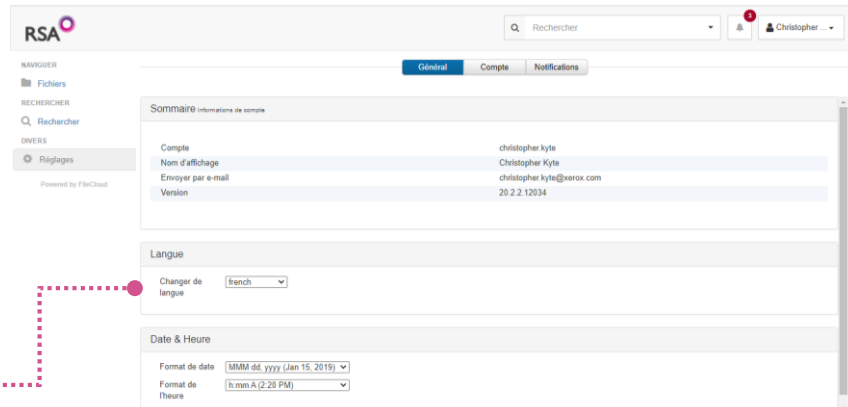 RSA
Rechercher
3
Christopher ...
NAVIGUER
Fichiers
RECHERCHER
Rechercher
DIVERS
Réglages
Powered by FileCloud
Général Compte Notifications
Sommaire Informations de compte
Compte christopher.kyte
Nom d'affichage Christopher Kyte
Envoyer par e-mail christopher.kyte@xerox.com
Version 20.2.2.12034
Langue
Changer de langue french
Date & Heure
Format de date MMM dd, yyyy (Jan 15, 2019)
Format de l'heure h:mm A (2:20 PM)